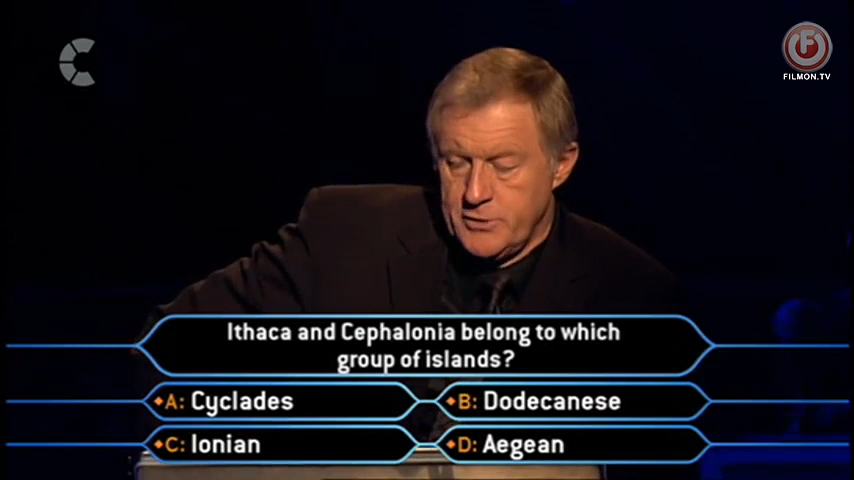 FILMON.TV
Ithaca and Cephalonia belong to which
group of islands?
A: Cyclades
B: Dodecanese
C: Ionian
D: Aegean